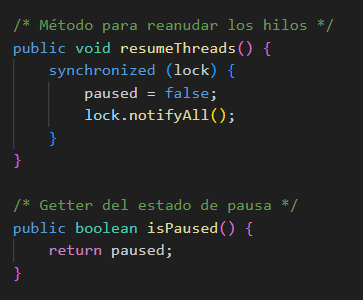 /* Método para reanudar los hilos */
public void resumeThreads() {
    synchronized (lock) {
        paused = false;
        lock.notifyAll();
    }
}

/* Getter del estado de pausa */
public boolean isPaused() {
    return paused;
}